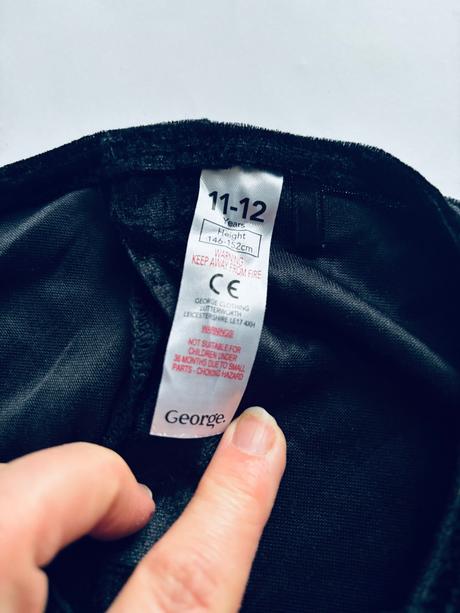 11-12
Years
Height
146-152cm
WARNING
KEEP AWAY FROM FIRE
CE
GEORGE CLOTHING
LUTTERWORTH
LEICESTERSHIRE LE17 4XH
WARNING!
NOT SUITABLE FOR
CHILDREN UNDER
36 MONTHS DUE TO SMALL
PARTS - CHOKING HAZARD
George.